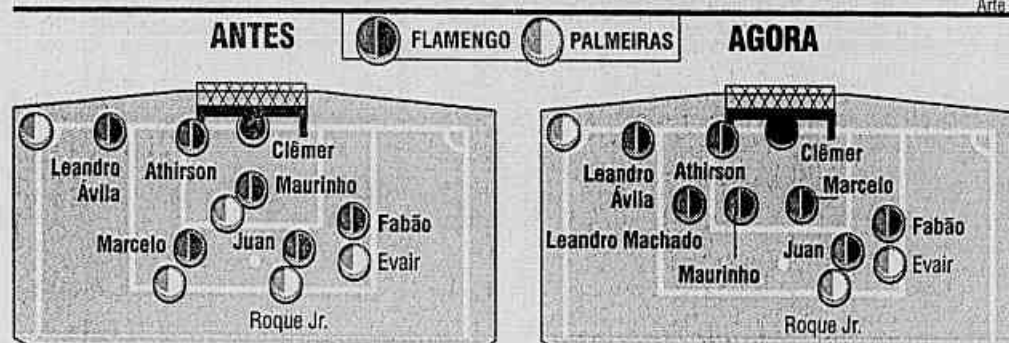 Arte
ANTES
FLAMENGO
PALMEIRAS
AGORA
Leandro
Ávila
Athirson
Clêmer
Maurinho
Fabão
Marcelo
Juan
Evair
Roque Jr.
Leandro
Ávila
Athirson
Clêmer
Marcelo
Leandro Machado
Maurinho
Fabão
Juan
Evair
Roque Jr.